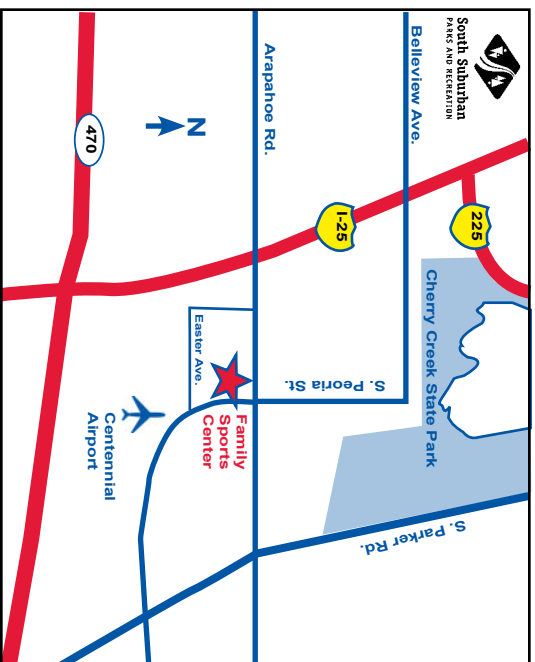 South Suburban
PARKS AND RECREATION
Belleview Ave.
225
Cherry Creek State Park
I-25
Arapahoe Rd.
N
470
S. Peoria St.
Easter Ave.
Family
Sports
Center
Centennial
Airport
S. Parker Rd.